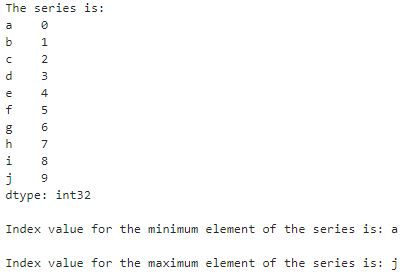 The series is:
a    0
b    1
c    2
d    3
e    4
f    5
g    6
h    7
i    8
j    9
dtype: int32
Index value for the minimum element of the series is: a
Index value for the maximum element of the series is: j